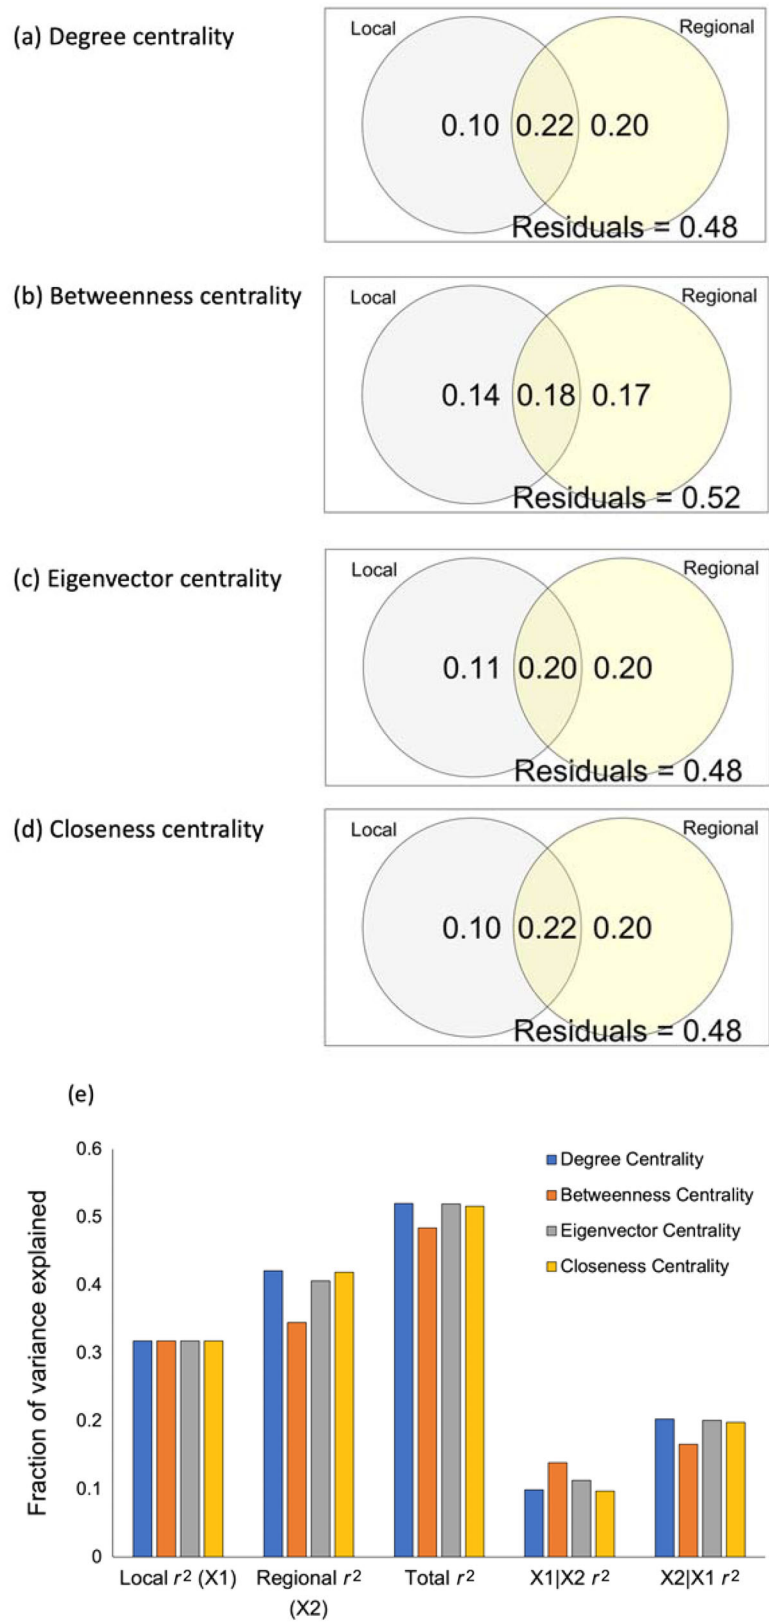 (a) Degree centrality
Local
Regional
0.10 0.22 0.20
Residuals = 0.48
(b) Betweenness centrality
Local
Regional
0.14 0.18 0.17
Residuals = 0.52
(c) Eigenvector centrality
Local
Regional
0.11 0.20 0.20
Residuals = 0.48
(d) Closeness centrality
Local
Regional
0.10 0.22 0.20
Residuals = 0.48
(e)
Fraction of variance explained
0.6
0.5
0.4
0.3
0.2
0.1
0
Degree Centrality
Betweenness Centrality
Eigenvector Centrality
Closeness Centrality
Local r² (X1)
Regional r²
(X2)
Total r²
X1|X2 r²
X2|X1 r²